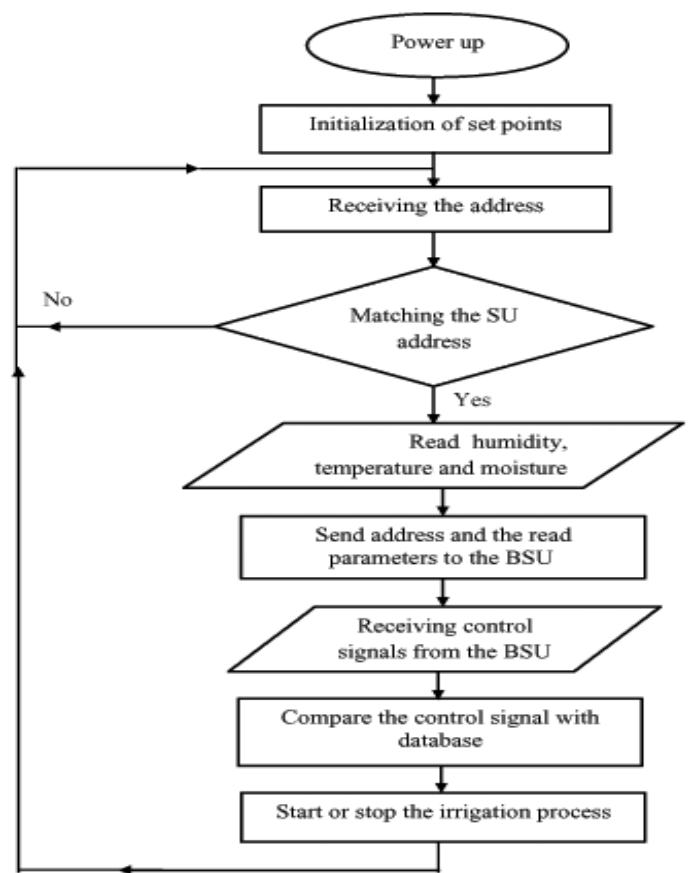 Power up
Initialization of set points
Receiving the address
No
Matching the SU
address
Yes
Read humidity,
temperature and moisture
Send address and the read
parameters to the BSU
Receiving control
signals from the BSU
Compare the control signal with
database
Start or stop the irrigation process